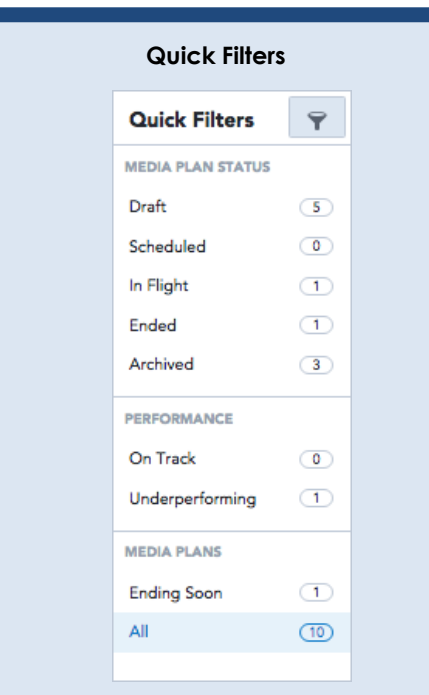 Quick Filters
Quick Filters
MEDIA PLAN STATUS
Draft 5
Scheduled 0
In Flight 1
Ended 1
Archived 3
PERFORMANCE
On Track 0
Underperforming 1
MEDIA PLANS
Ending Soon 1
All 10